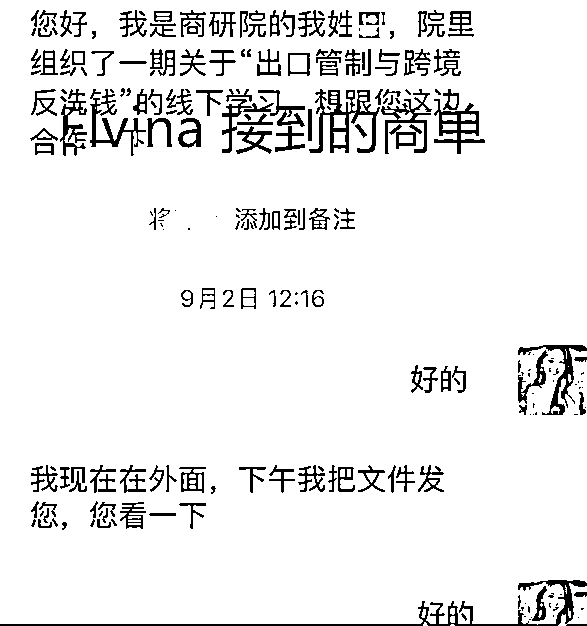 您好，我是商研院的我姓，院里
组织了一期关于“出口管制与跨境
反洗钱”的线下学习，想跟您这边
合作一下
Elvina 接到的商单
将 添加到备注
9月2日 12:16
好的
我现在在外面，下午我把文件发
您，您看一下
好的